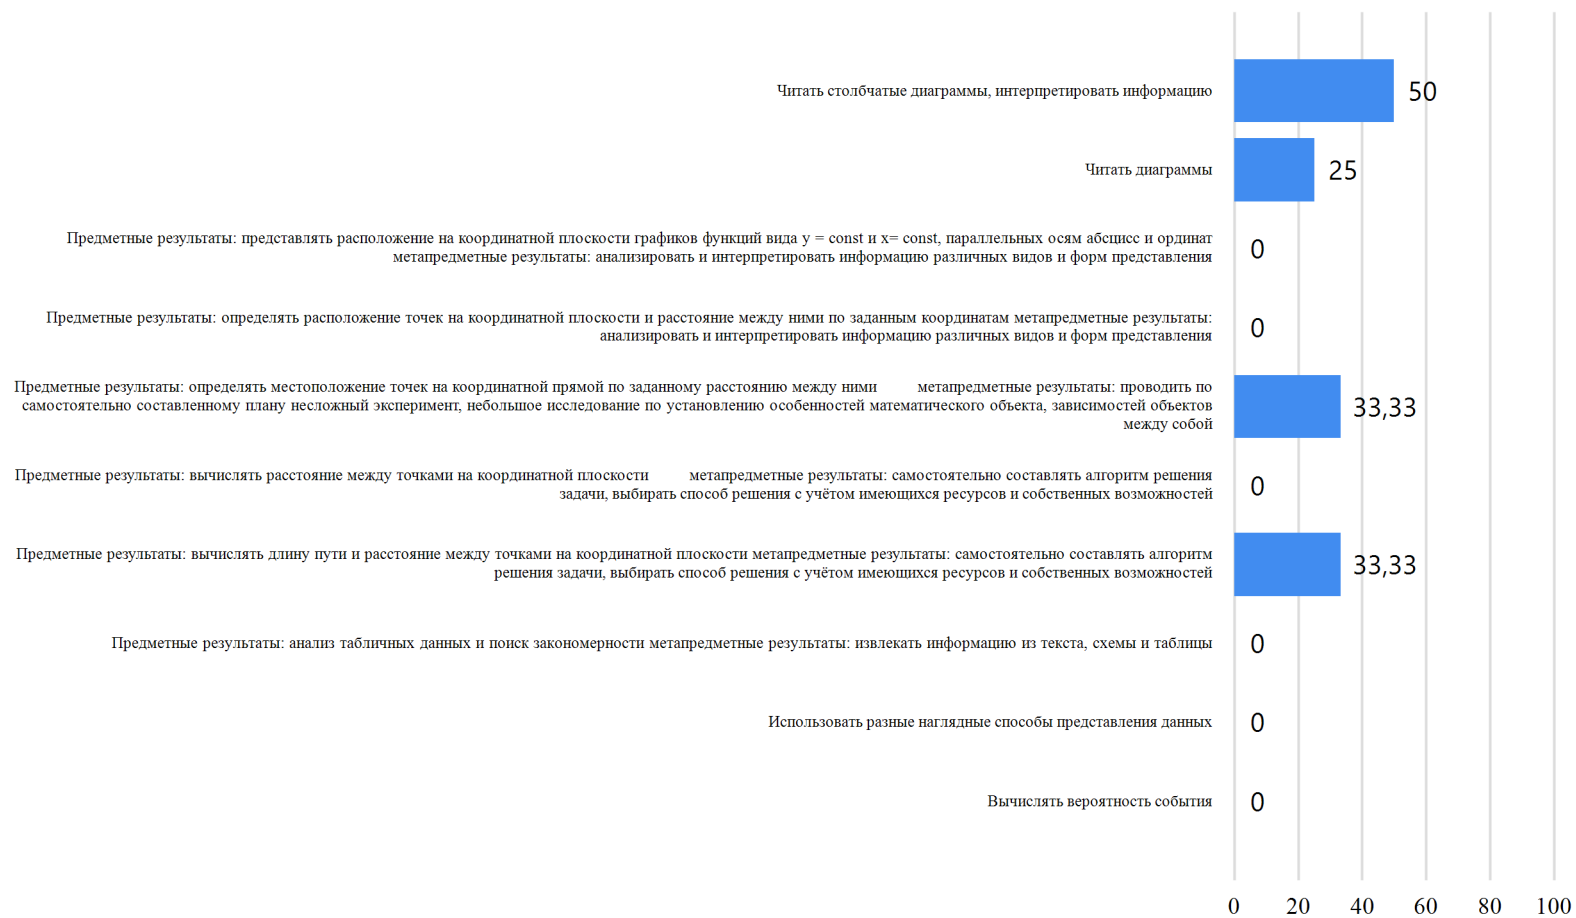 Читать столбчатые диаграммы, интерпретировать информацию
50
Читать диаграммы
25
Предметные результаты: представлять расположение на координатной плоскости графиков функций вида y = const и x= const, параллельных осям абсцисс и ординат
метапредметные результаты: анализировать и интерпретировать информацию различных видов и форм представления
0
Предметные результаты: определять расположение точек на координатной плоскости и расстояние между ними по заданным координатам метапредметные результаты:
анализировать и интерпретировать информацию различных видов и форм представления
0
Предметные результаты: определять местоположение точек на координатной прямой по заданному расстоянию между ними метапредметные результаты: проводить по
самостоятельно составленному плану несложный эксперимент, небольшое исследование по установлению особенностей математического объекта, зависимостей объектов
между собой
33,33
Предметные результаты: вычислять расстояние между точками на координатной плоскости метапредметные результаты: самостоятельно составлять алгоритм решения
задачи, выбирать способ решения с учётом имеющихся ресурсов и собственных возможностей
0
Предметные результаты: вычислять длину пути и расстояние между точками на координатной плоскости метапредметные результаты: самостоятельно составлять алгоритм
решения задачи, выбирать способ решения с учётом имеющихся ресурсов и собственных возможностей
33,33
Предметные результаты: анализ табличных данных и поиск закономерности метапредметные результаты: извлекать информацию из текста, схемы и таблицы
0
Использовать разные наглядные способы представления данных
0
Вычислять вероятность события
0
0 20 40 60 80 100